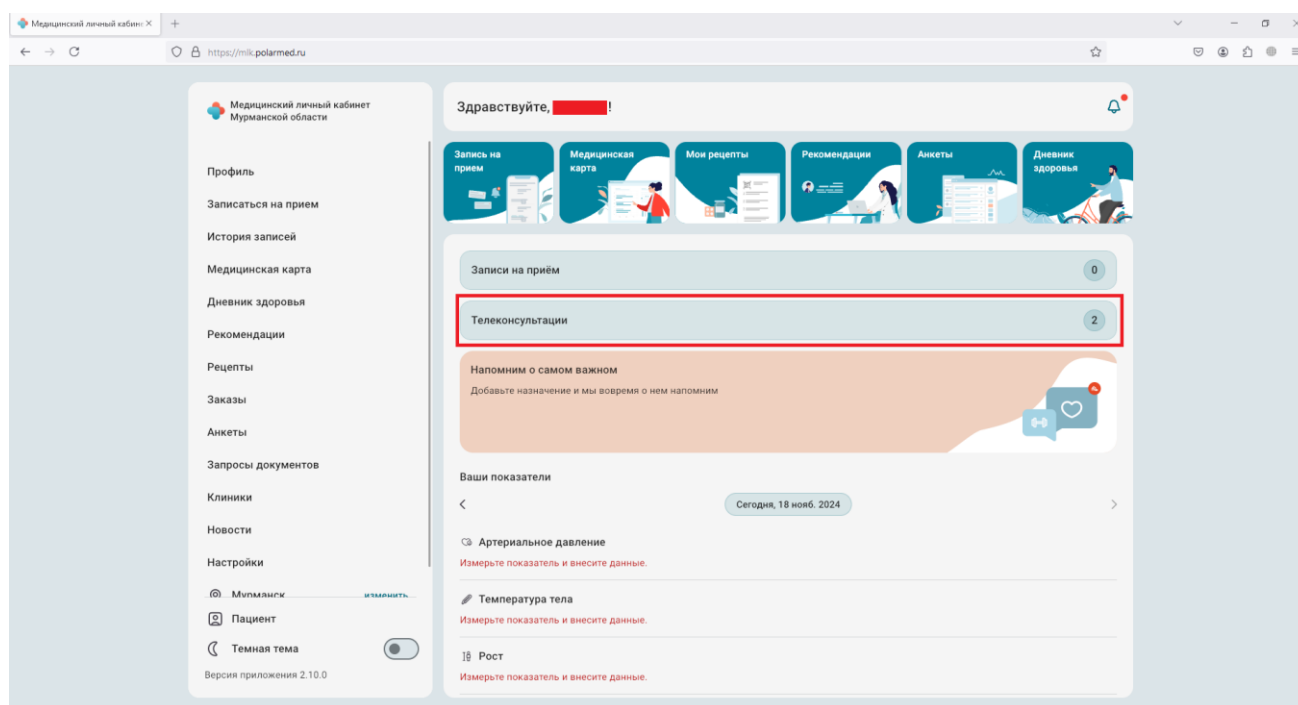 Медицинский личный кабинет
https://mlk.polarmed.ru
Медицинский личный кабинет
Мурманской области
Профиль
Записаться на прием
История записей
Медицинская карта
Дневник здоровья
Рекомендации
Рецепты
Заказы
Анкеты
Запросы документов
Клиники
Новости
Настройки
Мурманск изменить
Пациент
Темная тема
Версия приложения 2.10.0
Здравствуйте, !
Запись на
прием
Медицинская
карта
Мои рецепты
Рекомендации
Анкеты
Дневник
здоровья
Записи на приём 0
Телеконсультации 2
Напомним о самом важном
Добавьте назначение и мы вовремя о нем напомним
Ваши показатели
Сегодня, 18 нояб. 2024
Артериальное давление
Измерьте показатель и внесите данные.
Температура тела
Измерьте показатель и внесите данные.
Рост
Измерьте показатель и внесите данные.